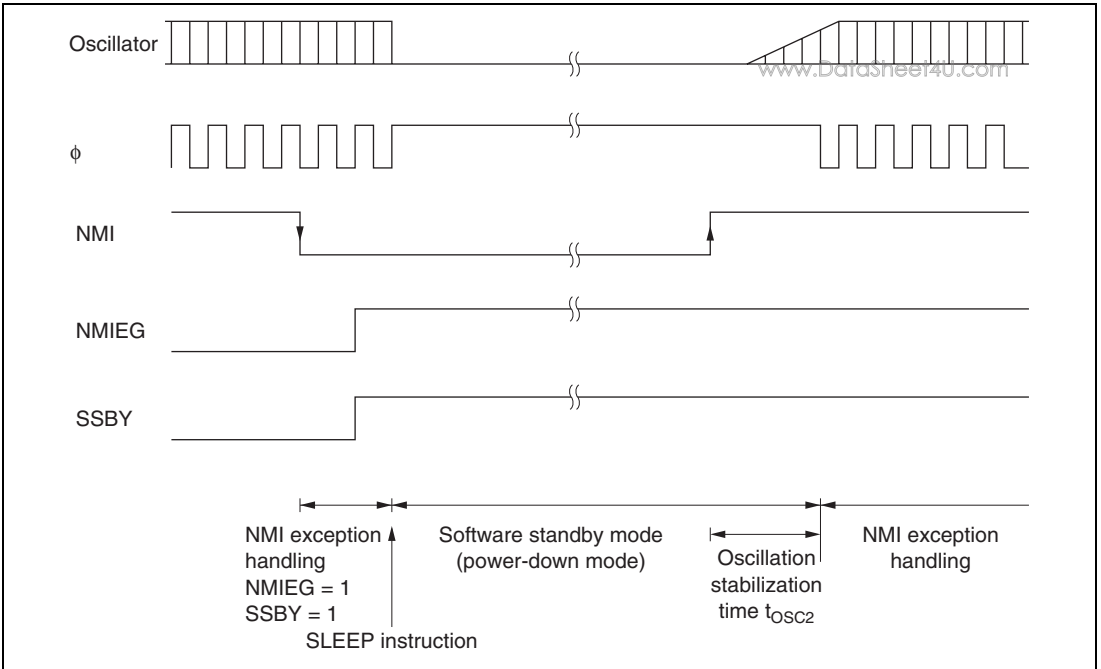 Oscillator
www.DataSheet4U.com
ϕ
NMI
NMIEG
SSBY
NMI exception
handling
NMIEG = 1
SSBY = 1
SLEEP instruction
Software standby mode
(power-down mode)
Oscillation
stabilization
time tOSC2
NMI exception
handling